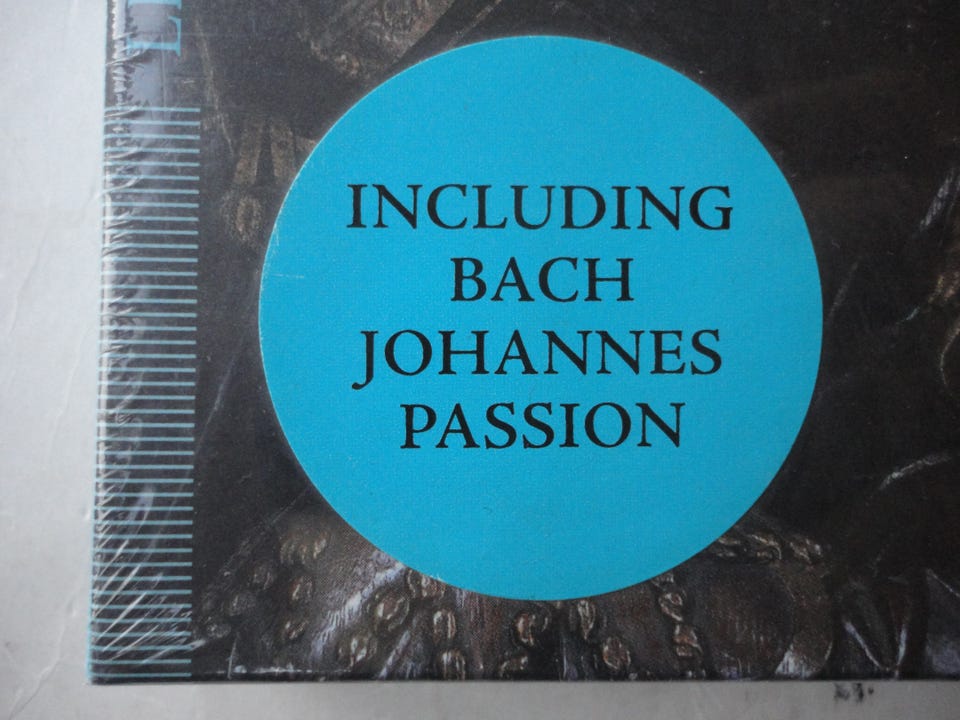 INCLUDING
BACH
JOHANNES
PASSION